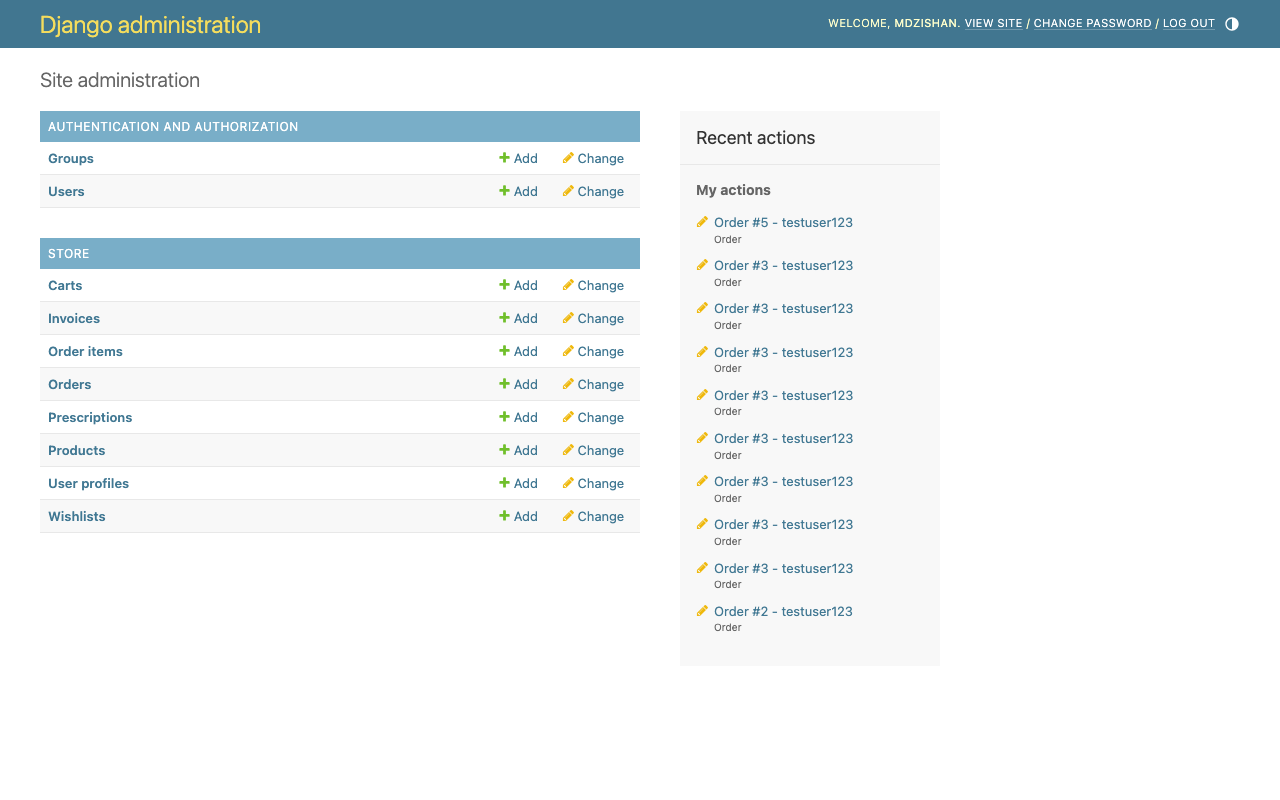 Django administration
WELCOME, MDZISHAN. VIEW SITE / CHANGE PASSWORD / LOG OUT
Site administration
AUTHENTICATION AND AUTHORIZATION
Groups Add Change
Users Add Change
STORE
Carts Add Change
Invoices Add Change
Order items Add Change
Orders Add Change
Prescriptions Add Change
Products Add Change
User profiles Add Change
Wishlists Add Change
Recent actions
My actions
Order #5 - testuser123
Order
Order #3 - testuser123
Order
Order #3 - testuser123
Order
Order #3 - testuser123
Order
Order #3 - testuser123
Order
Order #3 - testuser123
Order
Order #3 - testuser123
Order
Order #3 - testuser123
Order
Order #3 - testuser123
Order
Order #2 - testuser123
Order